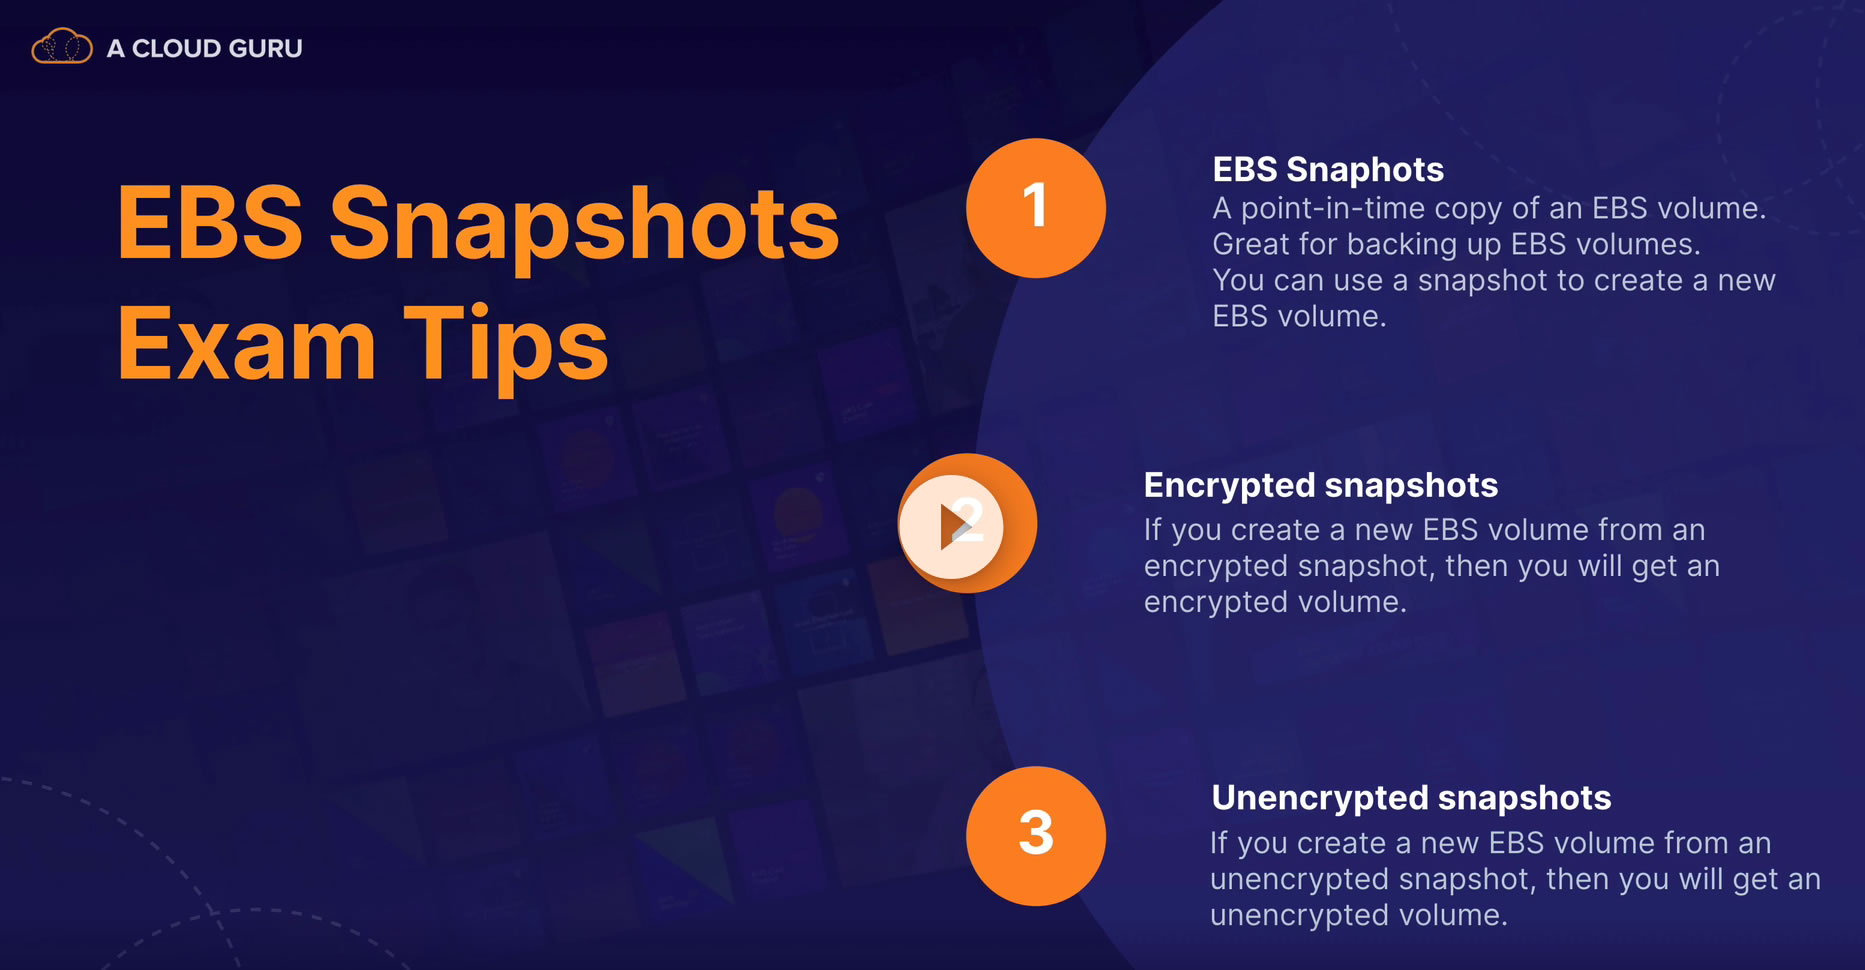 A CLOUD GURU
EBS Snapshots
Exam Tips
1
EBS Snaphots
A point-in-time copy of an EBS volume.
Great for backing up EBS volumes.
You can use a snapshot to create a new
EBS volume.
2
Encrypted snapshots
If you create a new EBS volume from an
encrypted snapshot, then you will get an
encrypted volume.
3
Unencrypted snapshots
If you create a new EBS volume from an
unencrypted snapshot, then you will get an
unencrypted volume.